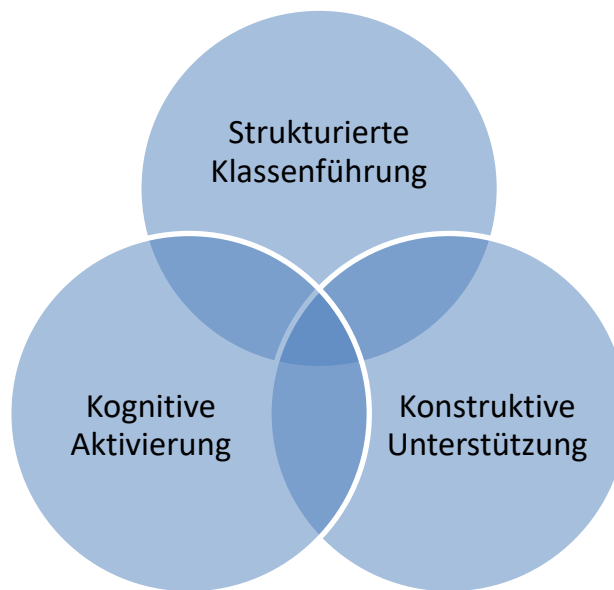 Strukturierte
Klassenführung
Kognitive
Aktivierung
Konstruktive
Unterstützung